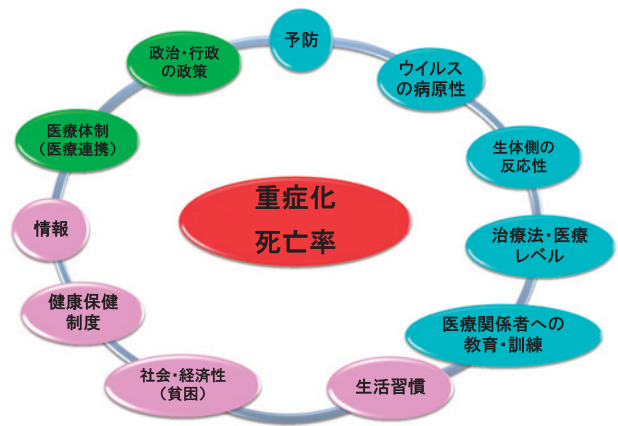 予防
ウイルス
の病原性
生体側の
反応性
治療法・医療
レベル
医療関係者への
教育・訓練
生活習慣
社会・経済性
（貧困）
健康保健
制度
情報
医療体制
（医療連携）
政治・行政
の政策
重症化
死亡率